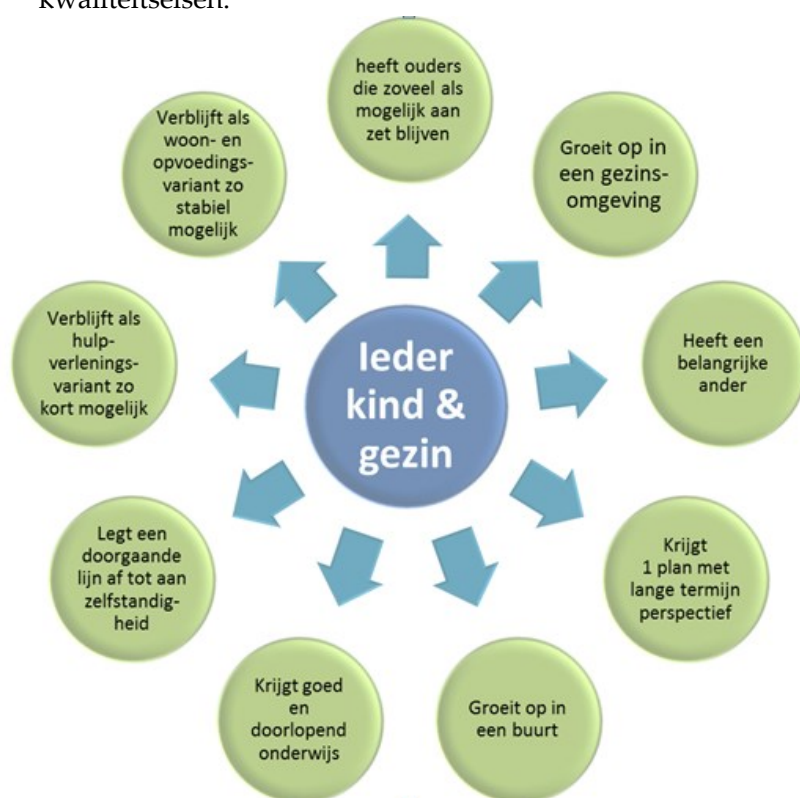 kwaliteitseisen.
heeft ouders
die zoveel als
mogelijk aan
zet blijven
Groeit op in
een gezins-
omgeving
Heeft een
belangrijke
ander
Krijgt
1 plan met
lange termijn
perspectief
Groeit op in
een buurt
Krijgt goed
en
doorlopend
onderwijs
Legt een
doorgaande
lijn af tot aan
zelfstandig-
heid
Verblijft als
hulp-
verlenings-
variant zo
kort mogelijk
Verblijft als
woon- en
opvoedings-
variant zo
stabiel
mogelijk
Ieder
kind &
gezin